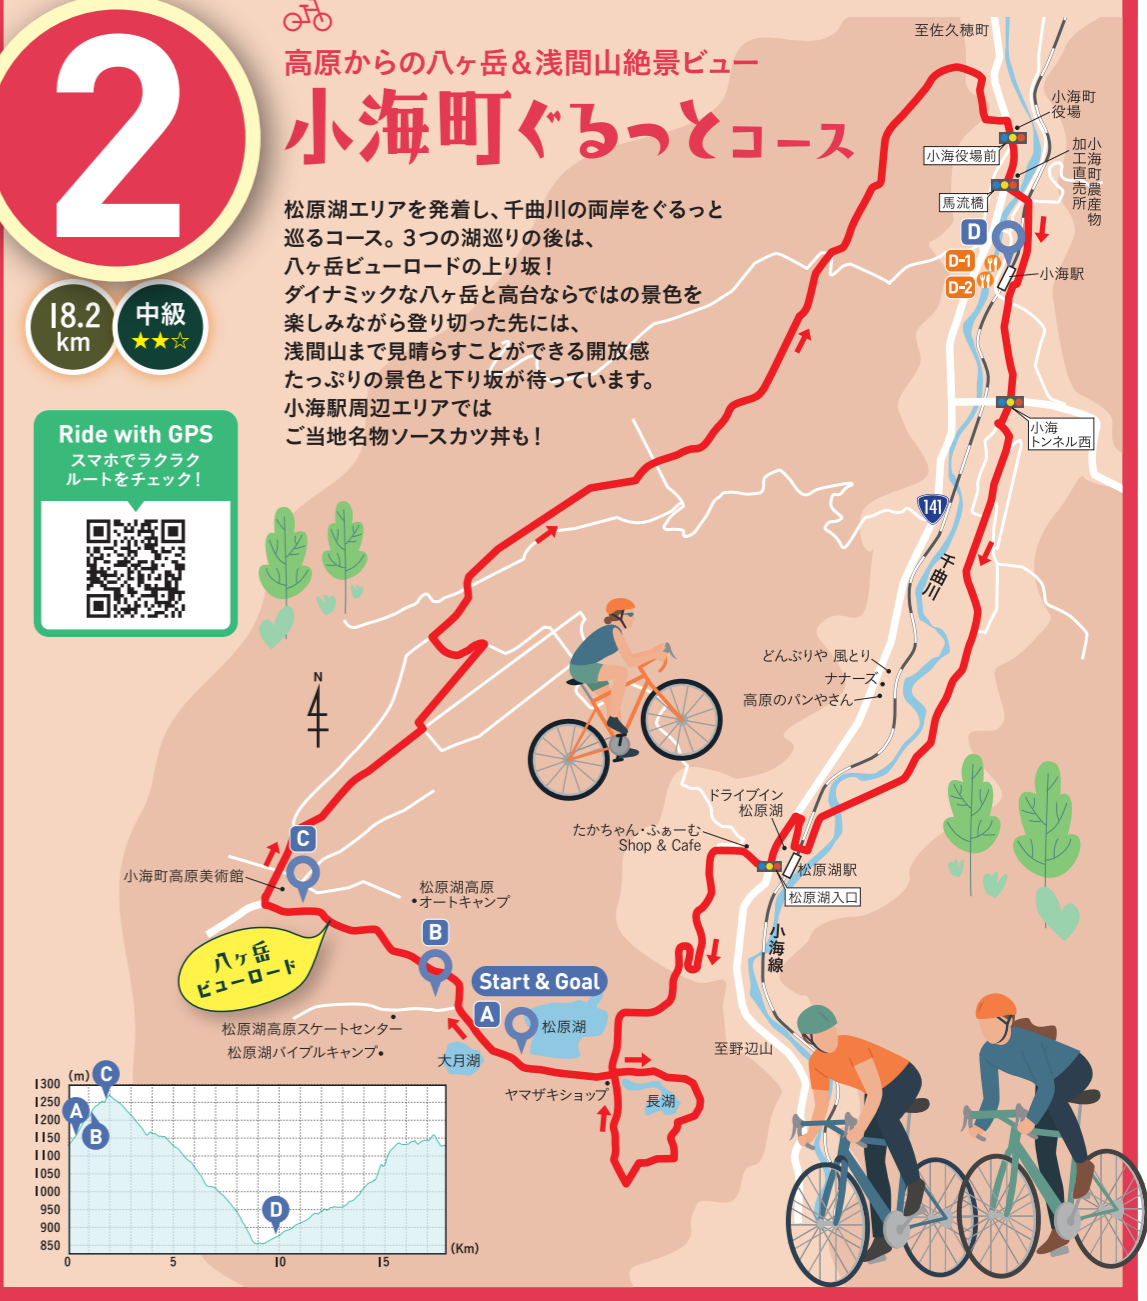 2
高原からの八ヶ岳＆浅間山絶景ビュー
小海町ぐるっとコース
松原湖エリアを発着し、千曲川の両岸をぐるっと
巡るコース。3つの湖巡りの後は、
八ヶ岳ビューロードの上り坂！
ダイナミックな八ヶ岳と高台ならではの景色を
楽しみながら登り切った先には、
浅間山まで見晴らすことができる開放感
たっぷりの景色と下り坂が待っています。
小海駅周辺エリアでは
ご当地名物ソースカツ丼も！
18.2
km
中級
★★☆
Ride with GPS
スマホでラクラク
ルートをチェック！
至佐久穂町
小海町
役場
小海役場前
小海町農産物
加工直売所
馬流橋
D
D-1
D-2
小海駅
小海
トンネル西
141
千曲川
どんぶりや 風とり
ナナーズ
高原のパンやさん
N
ドライブイン
松原湖
たかちゃん・ふぁーむ
Shop & Cafe
松原湖駅
松原湖入口
C
小海町高原美術館
松原湖高原
オートキャンプ
B
八ヶ岳
ビューロード
小海線
Start & Goal
A
松原湖
松原湖高原スケートセンター
松原湖バイブルキャンプ
大月湖
至野辺山
ヤマザキショップ
長湖
(m)
1300
1250
1200
1150
1100
1050
1000
950
900
850
A
B
C
D
0
5
10
15
(Km)